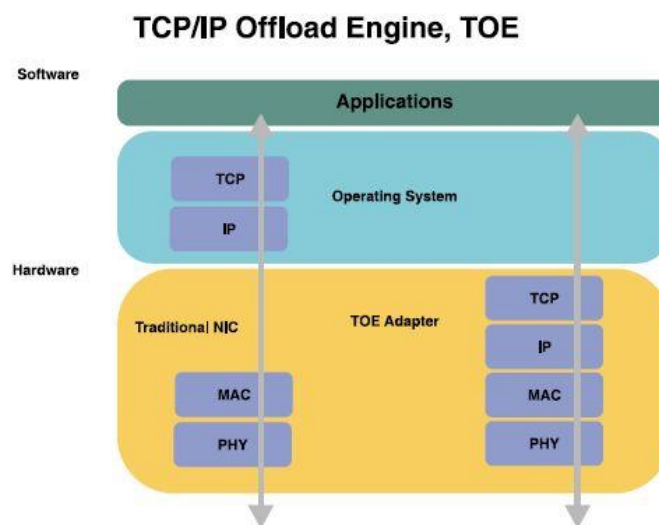 TCP/IP Offload Engine, TOE
Software
Applications
TCP
Operating System
IP
Hardware
TCP
Traditional NIC
TOE Adapter
IP
MAC
MAC
PHY
PHY